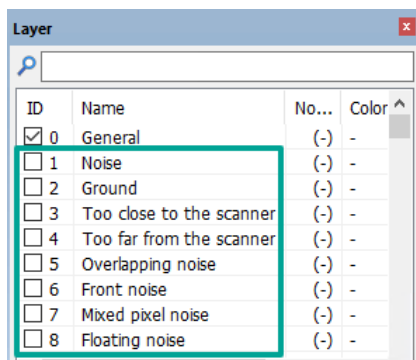 Layer
ID Name No... Color
0 General (-) -
1 Noise (-) -
2 Ground (-) -
3 Too close to the scanner (-) -
4 Too far from the scanner (-) -
5 Overlapping noise (-) -
6 Front noise (-) -
7 Mixed pixel noise (-) -
8 Floating noise (-) -